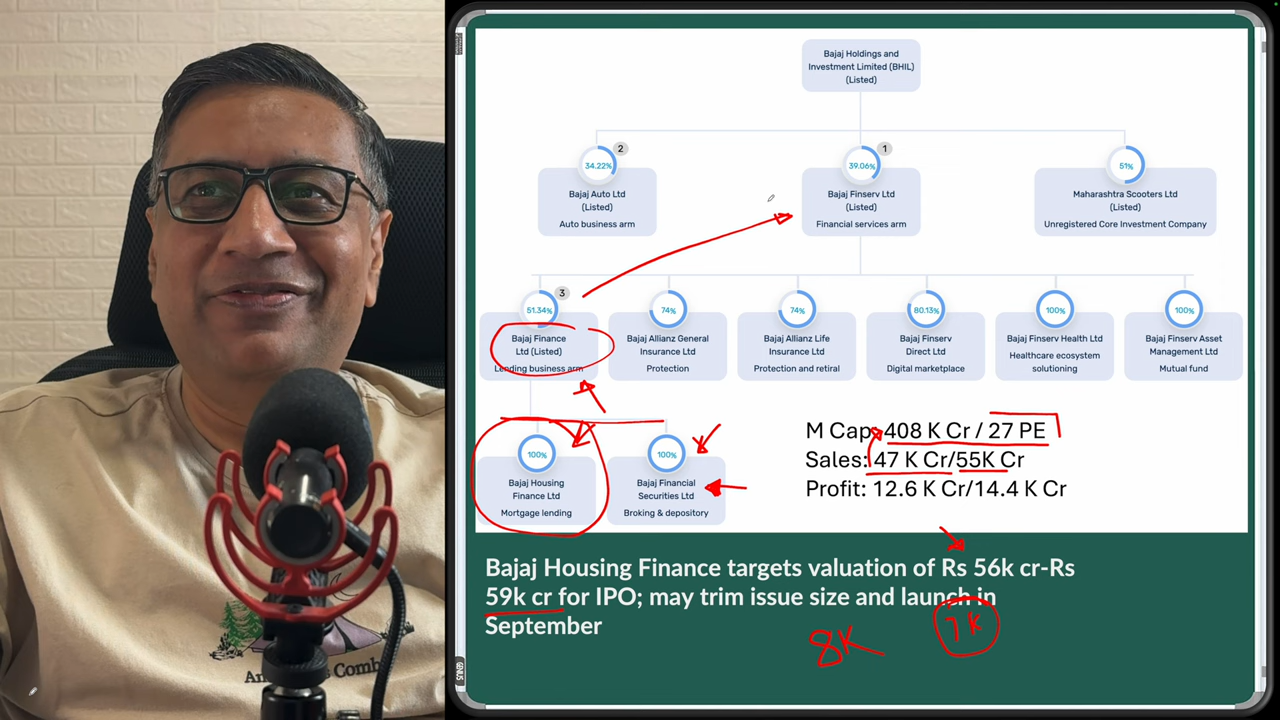 Bajaj Holdings and
Investment Limited (BHIL)
(Listed)
34.22%
2
39.06%
1
51%
Bajaj Auto Ltd
(Listed)
Auto business arm
Bajaj Finserv Ltd
(Listed)
Financial services arm
Maharashtra Scooters Ltd
(Listed)
Unregistered Core Investment Company
51.34%
3
74%
74%
80.13%
100%
100%
Bajaj Finance
Ltd (Listed)
Lending business arm
Bajaj Allianz General
Insurance Ltd
Protection
Bajaj Allianz Life
Insurance Ltd
Protection and retiral
Bajaj Finserv
Direct Ltd
Digital marketplace
Bajaj Finserv Health Ltd
Healthcare ecosystem
solutioning
Bajaj Finserv Asset
Management Ltd
Mutual fund
100%
100%
Bajaj Housing
Finance Ltd
Mortgage lending
Bajaj Financial
Securities Ltd
Broking & depository
M Cap: 408 K Cr / 27 PE
Sales: 47 K Cr/55K Cr
Profit: 12.6 K Cr/14.4 K Cr
Bajaj Housing Finance targets valuation of Rs 56k cr-Rs
59k cr for IPO; may trim issue size and launch in
September
8K
7K
GENIUS